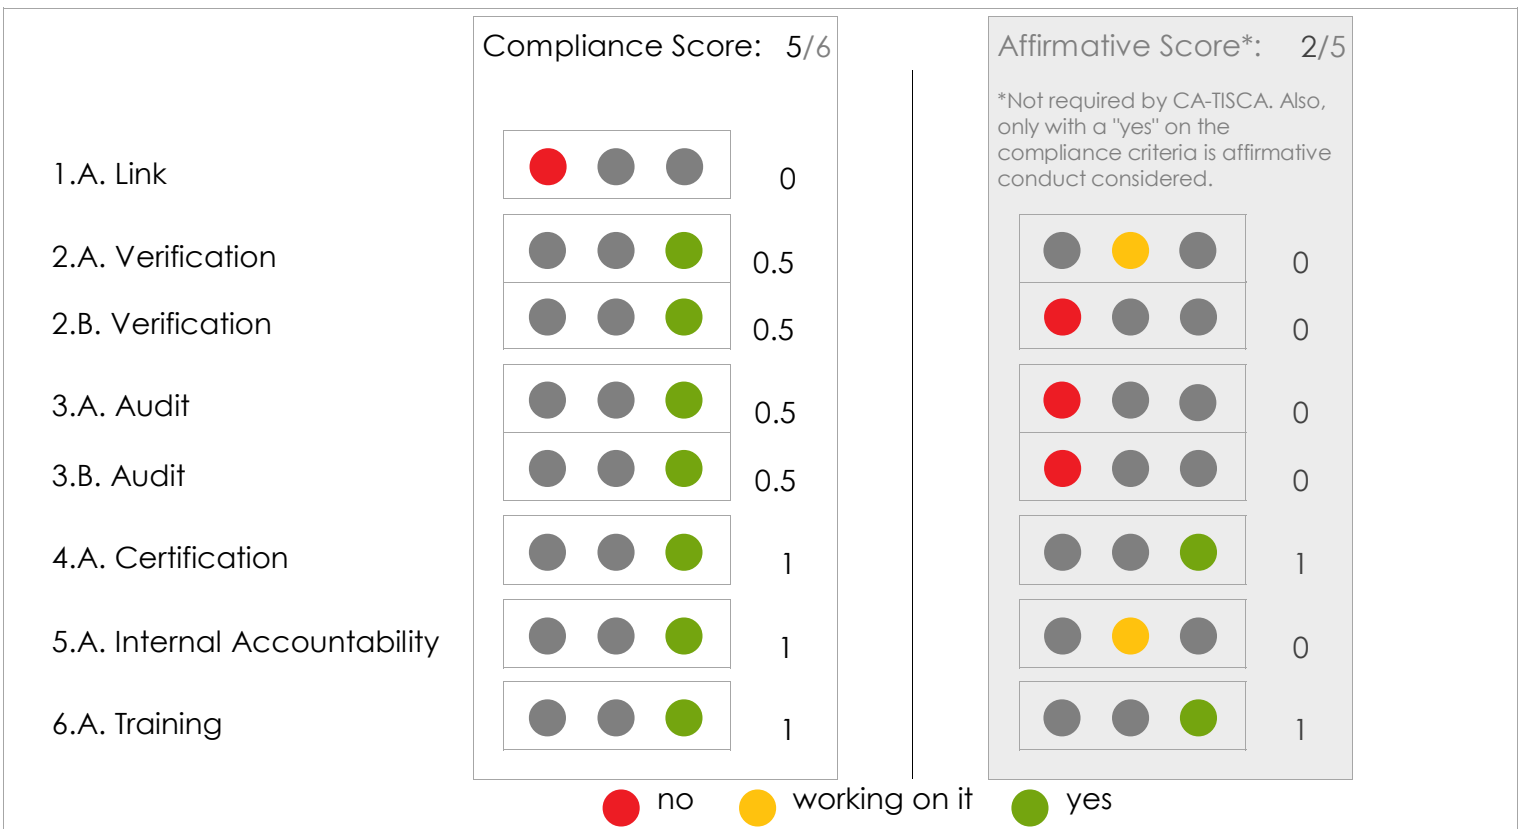 Compliance Score: 5/6
Affirmative Score*: 2/5
*Not required by CA-TISCA. Also,
only with a "yes" on the
compliance criteria is affirmative
conduct considered.
1.A. Link 0
2.A. Verification 0.5 0
2.B. Verification 0.5 0
3.A. Audit 0.5 0
3.B. Audit 0.5 0
4.A. Certification 1 1
5.A. Internal Accountability 1 0
6.A. Training 1 1
no working on it yes